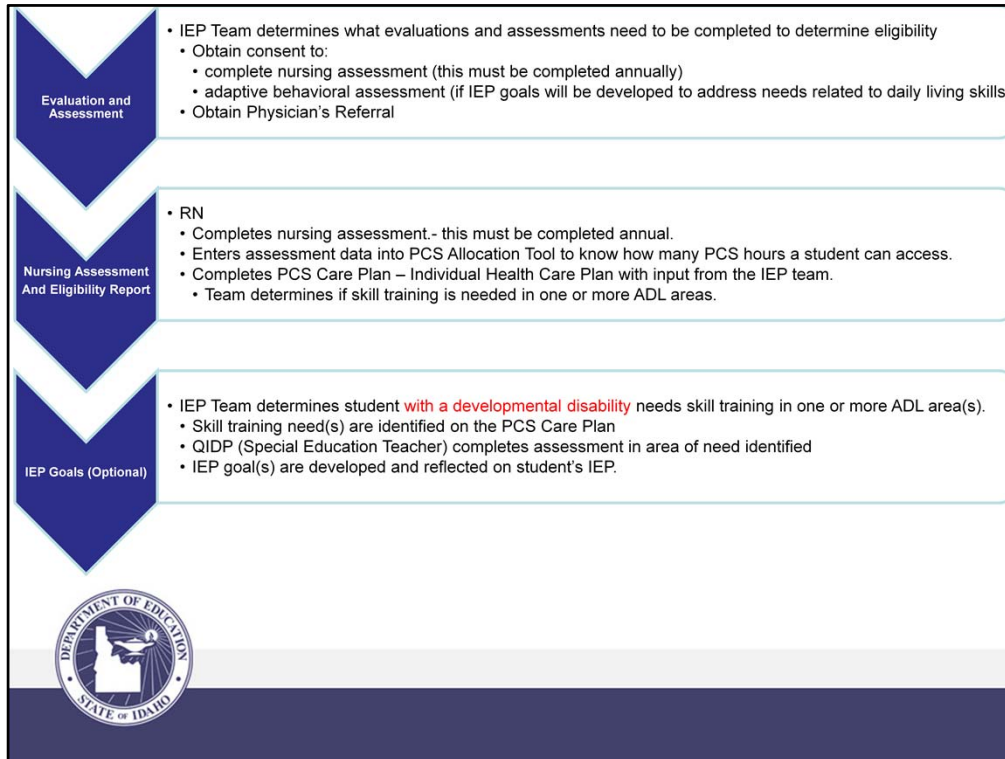 Evaluation and
Assessment
• IEP Team determines what evaluations and assessments need to be completed to determine eligibility
• Obtain consent to:
• complete nursing assessment (this must be completed annually)
• adaptive behavioral assessment (if IEP goals will be developed to address needs related to daily living skills
• Obtain Physician's Referral
Nursing Assessment
And Eligibility Report
• RN
• Completes nursing assessment.- this must be completed annual.
• Enters assessment data into PCS Allocation Tool to know how many PCS hours a student can access.
• Completes PCS Care Plan – Individual Health Care Plan with input from the IEP team.
• Team determines if skill training is needed in one or more ADL areas.
IEP Goals (Optional)
• IEP Team determines student with a developmental disability needs skill training in one or more ADL area(s).
• Skill training need(s) are identified on the PCS Care Plan
• QIDP (Special Education Teacher) completes assessment in area of need identified
• IEP goal(s) are developed and reflected on student's IEP.
DEPARTMENT OF EDUCATION
STATE OF IDAHO